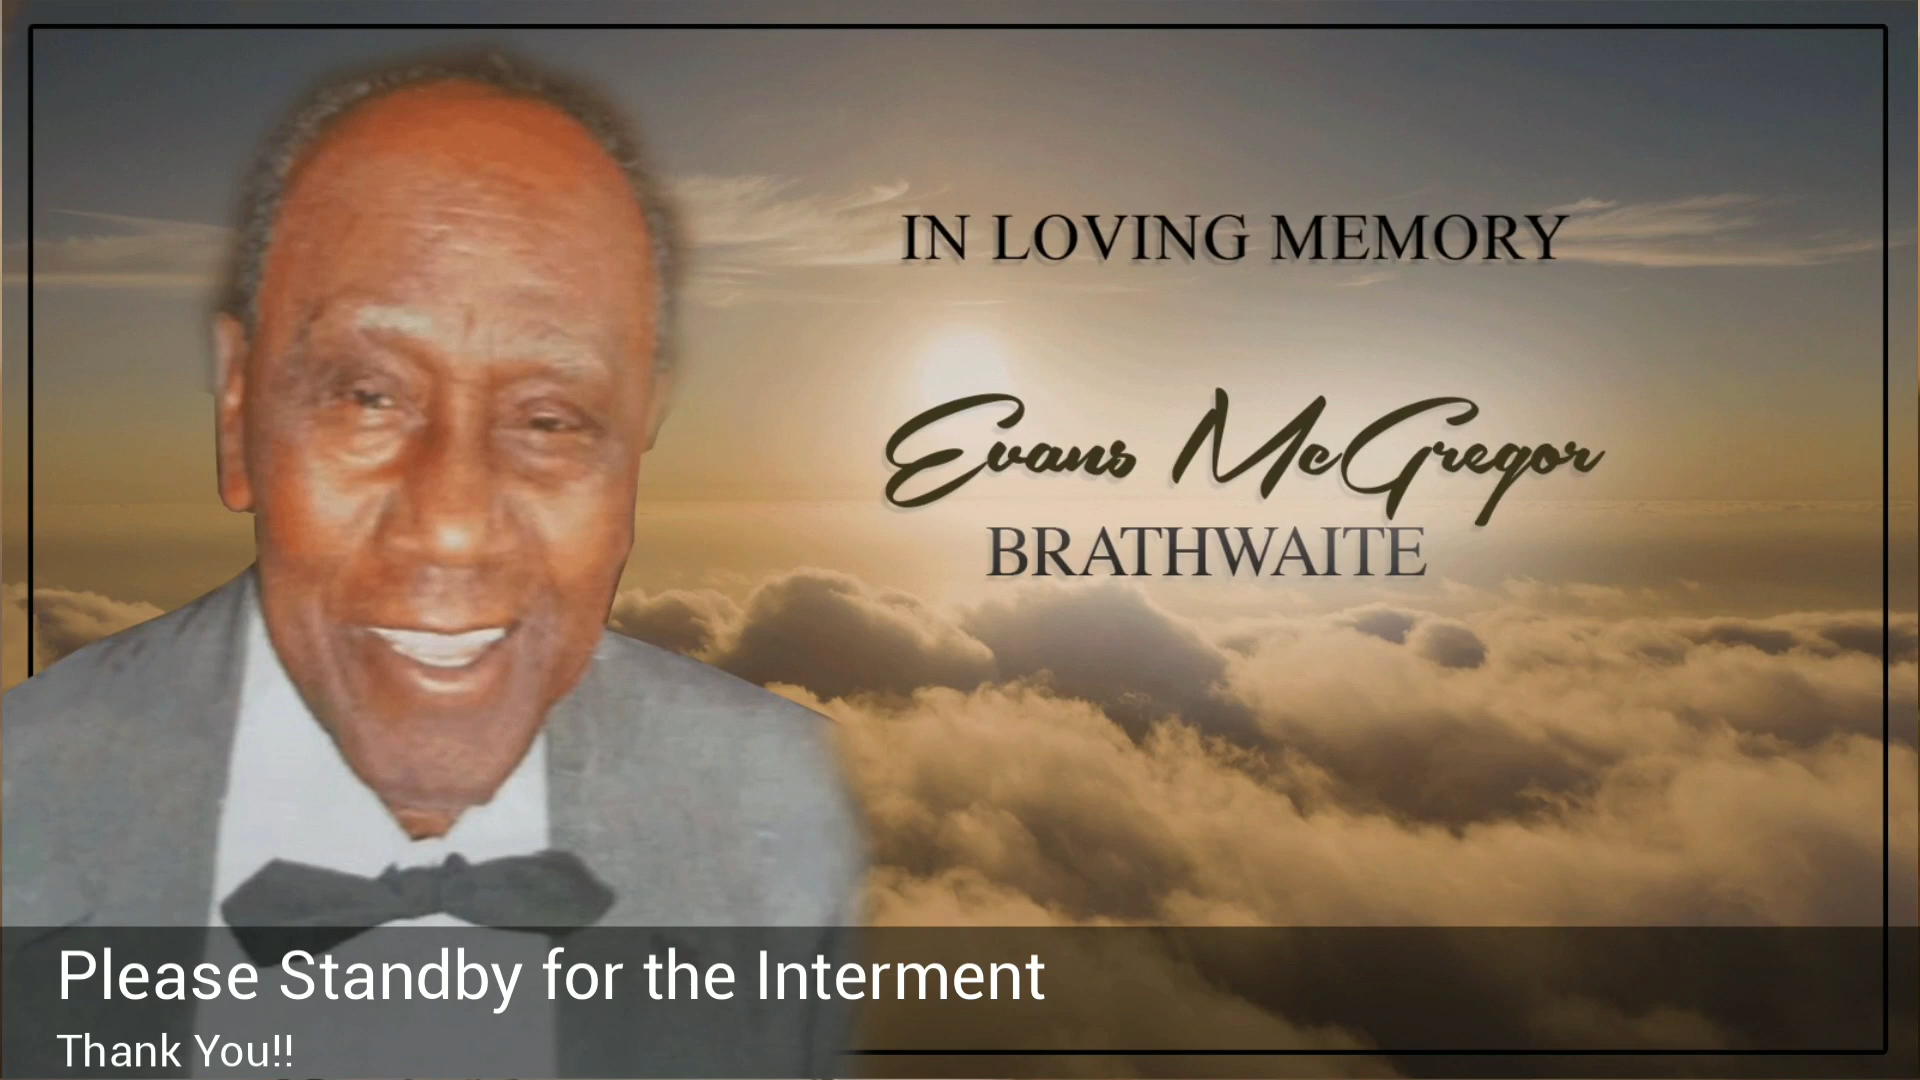 IN LOVING MEMORY
Evans McGregor
BRATHWAITE
Please Standby for the Interment
Thank You!!